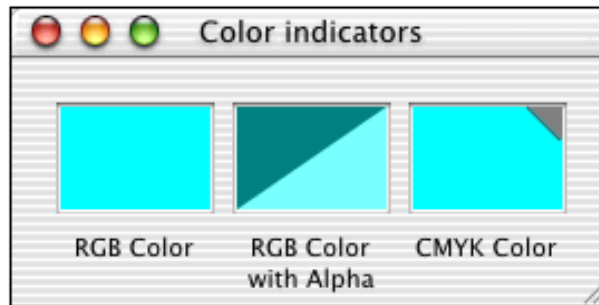 Color indicators
RGB Color
RGB Color
with Alpha
CMYK Color